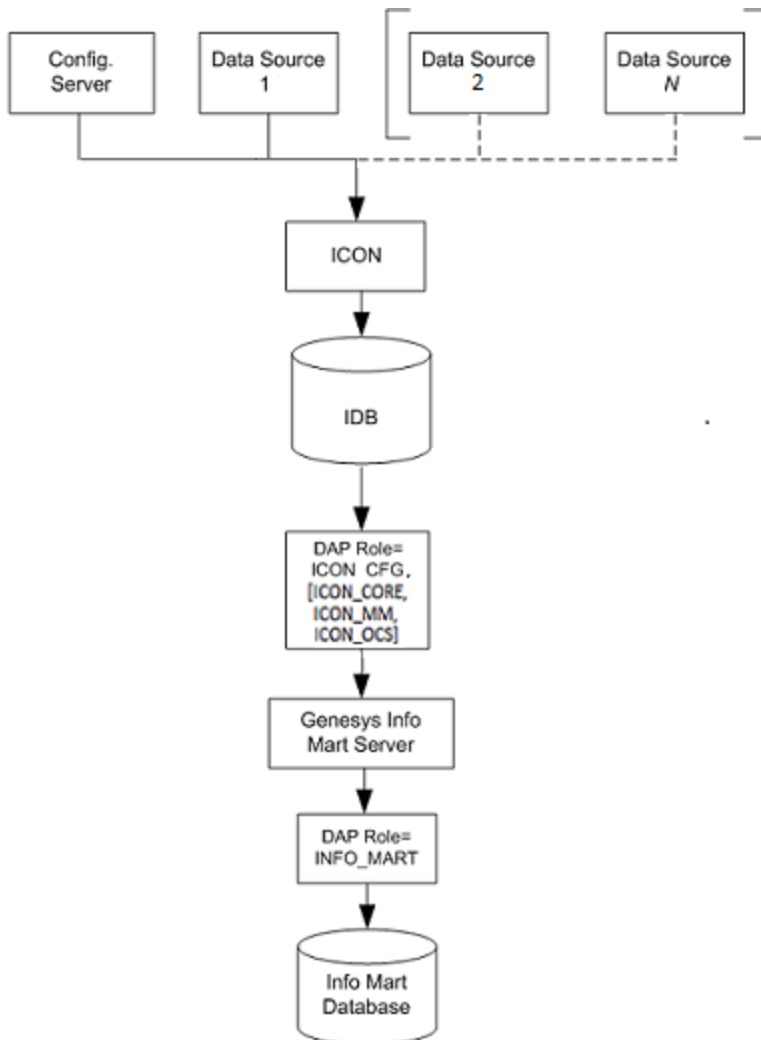 Config.
Server
Data Source
1
Data Source
2
Data Source
N
ICON
IDB
DAP Role=
ICON_CFG,
[ICON_CORE,
ICON_MM,
ICON_OCS]
Genesys Info
Mart Server
DAP Role=
INFO_MART
Info Mart
Database